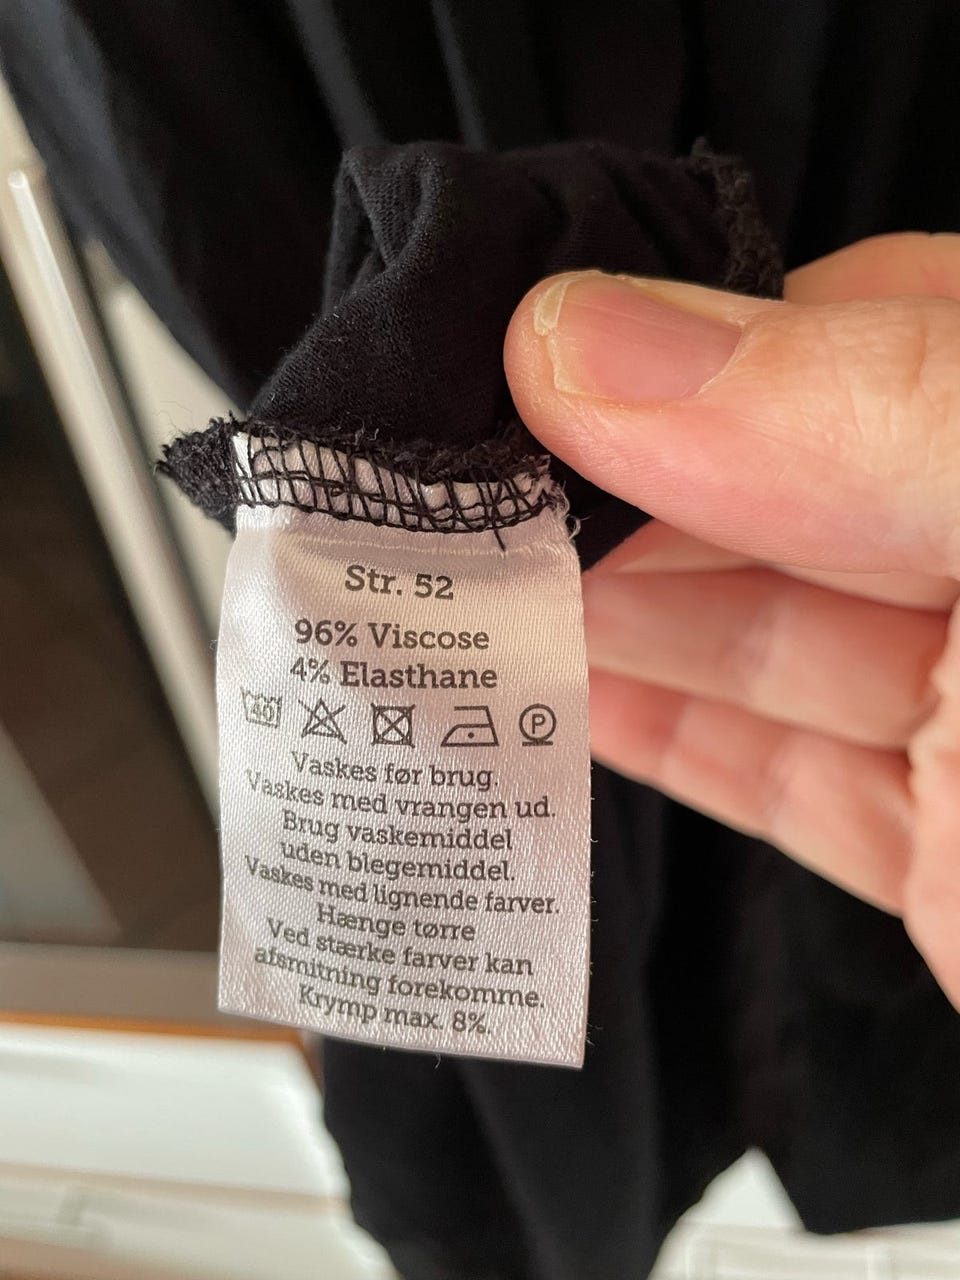 Str. 52
96% Viscose
4% Elasthane
40 P
Vaskes før brug.
Vaskes med vrangen ud.
Brug vaskemiddel
uden blegemiddel.
Vaskes med lignende farver.
Hænge tørre
Ved stærke farver kan
afsmitning forekomme.
Krymp max. 8%.